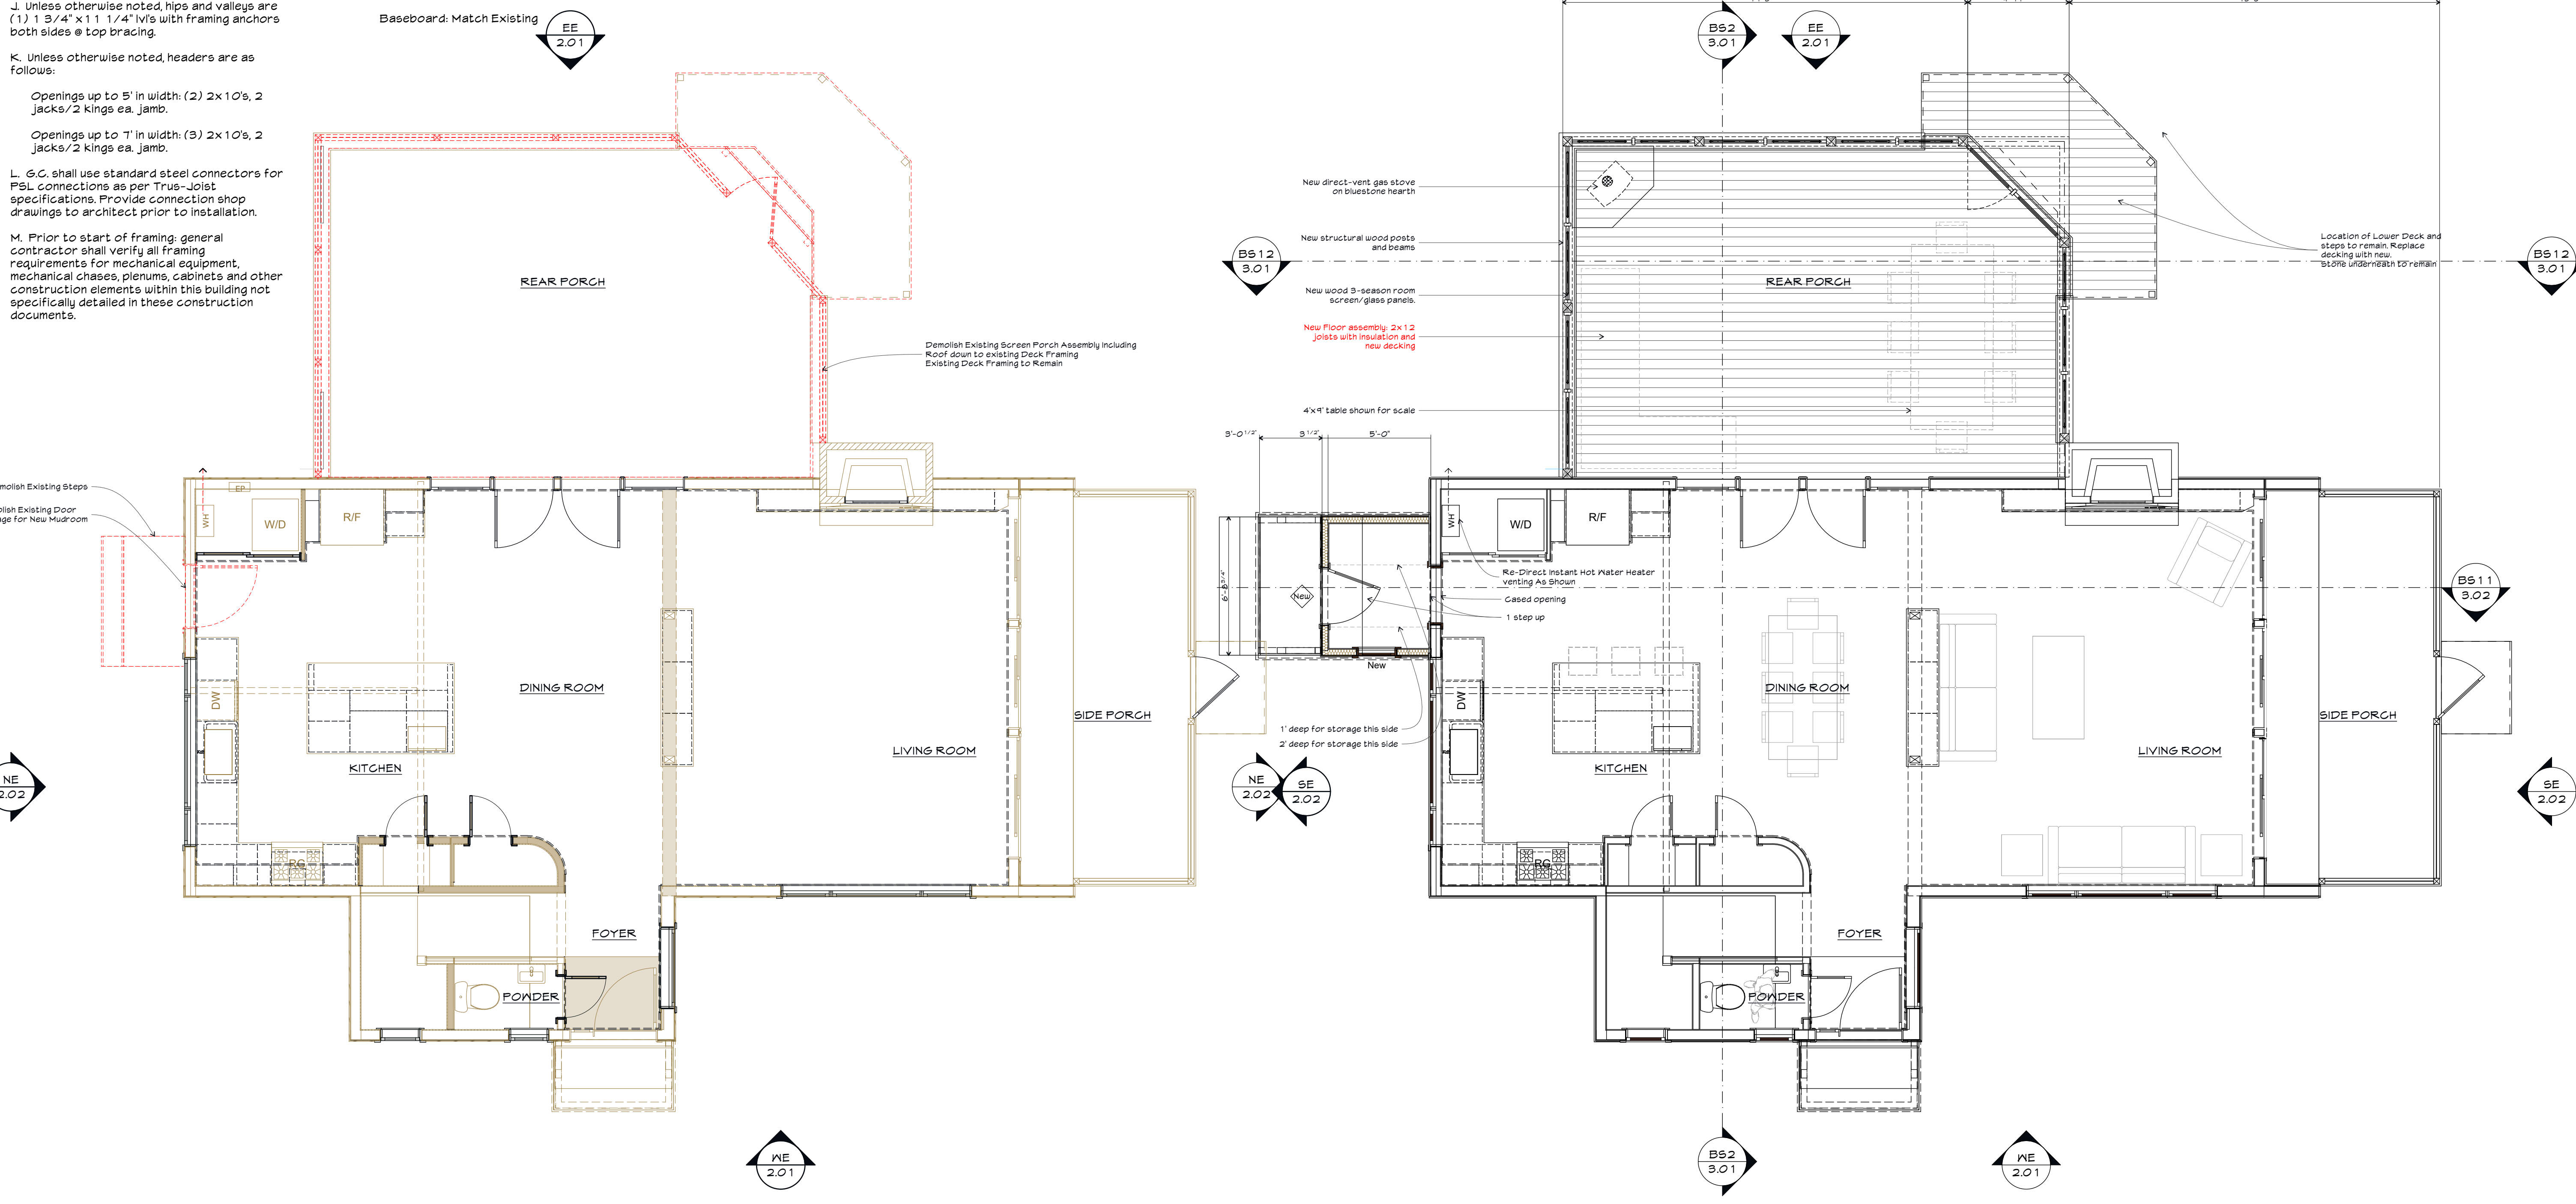 J. Unless otherwise noted, hips and valleys are
(1) 1 3/4" x11 1/4" lvl's with framing anchors
both sides @ top bracing.
K. Unless otherwise noted, headers are as
follows:
Openings up to 5' in width: (2) 2x10's, 2
jacks/2 kings ea. jamb.
Openings up to 7' in width: (3) 2x10's, 2
jacks/2 kings ea. jamb.
L. G.C. shall use standard steel connectors for
PSL connections as per Trus-Joist
specifications. Provide connection shop
drawings to architect prior to installation.
M. Prior to start of framing: general
contractor shall verify all framing
requirements for mechanical equipment,
mechanical chases, plenums, cabinets and other
construction elements within this building not
specifically detailed in these construction
documents.
Baseboard: Match Existing
EE
2.01
REAR PORCH
Demolish Existing Screen Porch Assembly Including
Roof down to existing Deck Framing
Existing Deck Framing to Remain
molish Existing Steps
olish Existing Door
age for New Mudroom
EP
WH
W/D
R/F
DW
DINING ROOM
KITCHEN
LIVING ROOM
SIDE PORCH
RG
FOYER
POWDER
NE
2.02
WE
2.01
BS2
3.01
EE
2.01
New direct-vent gas stove
on bluestone hearth
New structural wood posts
and beams
BS12
3.01
New wood 3-season room
screen/glass panels.
New Floor assembly: 2x12
joists with insulation and
new decking
4'x9' table shown for scale
REAR PORCH
Location of Lower Deck and
steps to remain. Replace
decking with new.
Stone underneath to remain
BS12
3.01
3'-0 1/2"
3 1/2"
5'-0"
6'-8 3/4"
New
New
WH
W/D
R/F
Re-Direct Instant Hot Water Heater
venting As Shown
Cased opening
1 step up
BS11
3.02
DW
DINING ROOM
SIDE PORCH
1' deep for storage this side
2' deep for storage this side
LIVING ROOM
KITCHEN
NE
2.02
SE
2.02
SE
2.02
RG
FOYER
POWDER
BS2
3.01
WE
2.01